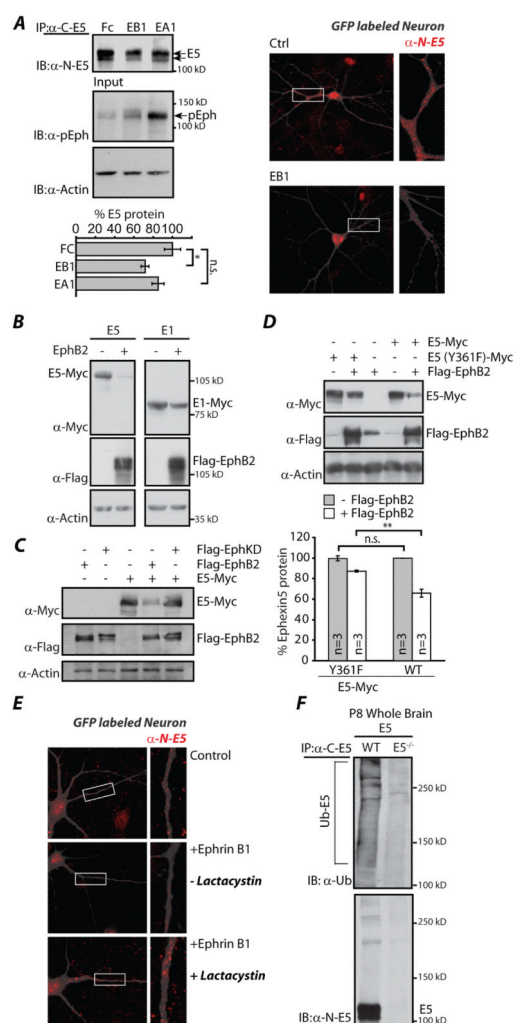 A
IP:α-C-E5 Fc EB1 EA1
E5
IB:α-N-E5 100 kD
Input
150 kD
pEph
100 kD
IB:α-pEph
IB:α-Actin
% E5 protein
0 20 40 60 80 100
FC
EB1
EA1
*
n.s.
GFP labeled Neuron
α-N-E5
Ctrl
EB1
B
E5 E1
EphB2 - + - +
E5-Myc
105 kD
E1-Myc
75 kD
α-Myc
Flag-EphB2
105 kD
α-Flag
α-Actin
35 kD
C
- + - - + Flag-EphKD
+ - - + - Flag-EphB2
- - + + + E5-Myc
E5-Myc
α-Myc
Flag-EphB2
α-Flag
α-Actin
D
- - - + + E5-Myc
+ + - - - E5 (Y361F)-Myc
- + + - + Flag-EphB2
E5-Myc
α-Myc
Flag-EphB2
α-Flag
α-Actin
- Flag-EphB2
+ Flag-EphB2
**
n.s.
% Ephexin5 protein
120
100
80
60
40
20
0
n=3 n=3 n=3 n=3
Y361F WT
E5-Myc
E
GFP labeled Neuron
α-N-E5
Control
+Ephrin B1
- Lactacystin
+Ephrin B1
+ Lactacystin
F
P8 Whole Brain
E5
IP:α-C-E5 WT E5-/-
Ub-E5
250 kD
150 kD
100 kD
IB: α-Ub
250 kD
150 kD
E5
100 kD
IB:α-N-E5